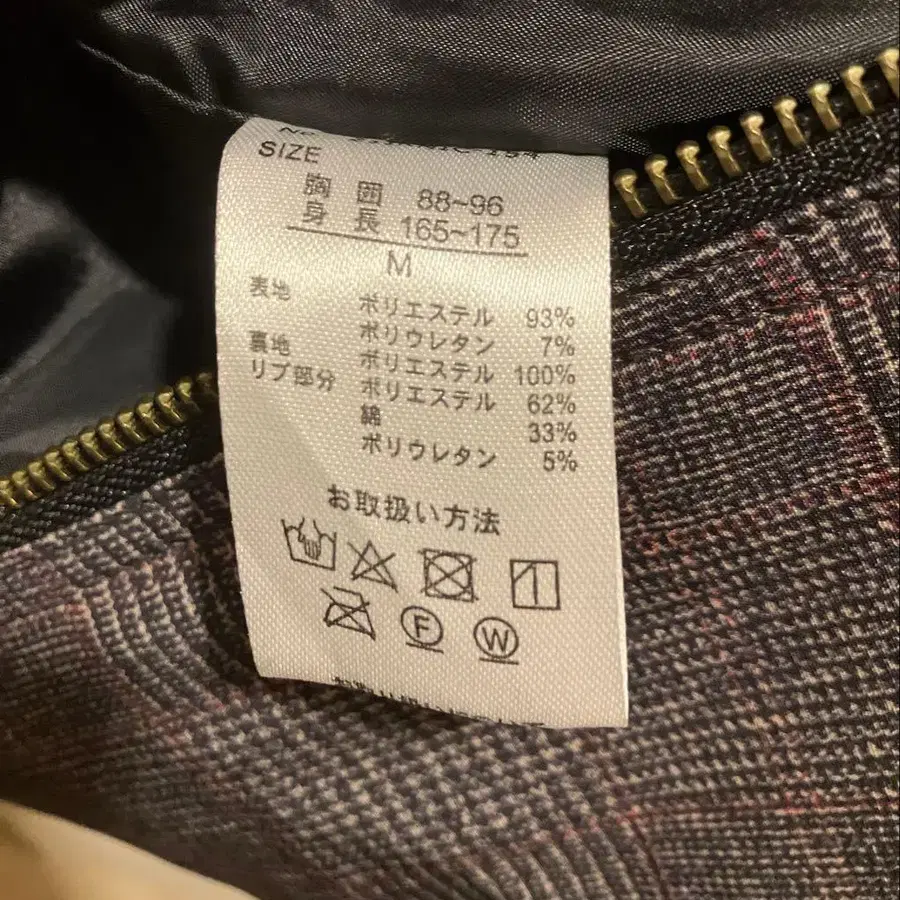 SIZE
胸囲 88~96
身長 165~175
M
表地 ポリエステル 93%
ポリウレタン 7%
裏地 ポリエステル 100%
リブ部分 ポリエステル 62%
綿 33%
ポリウレタン 5%
お取扱い方法
F W